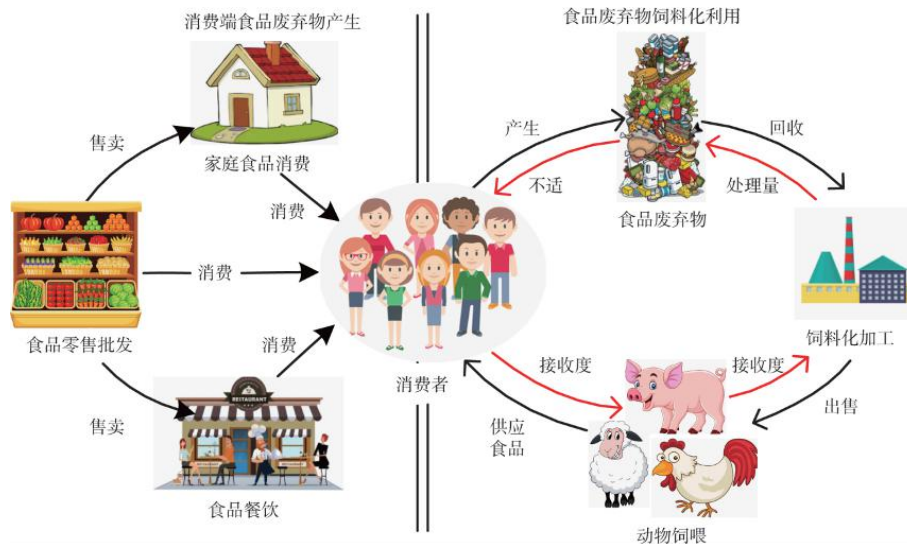 消费端食品废弃物产生
食品废弃物饲料化利用
售卖
家庭食品消费
消费
产生
不适
回收
处理量
食品废弃物
消费
食品零售批发
饲料化加工
消费
消费者
接收度
接收度
售卖
RESTAURANT
供应
食品
出售
食品餐饮
动物饲喂